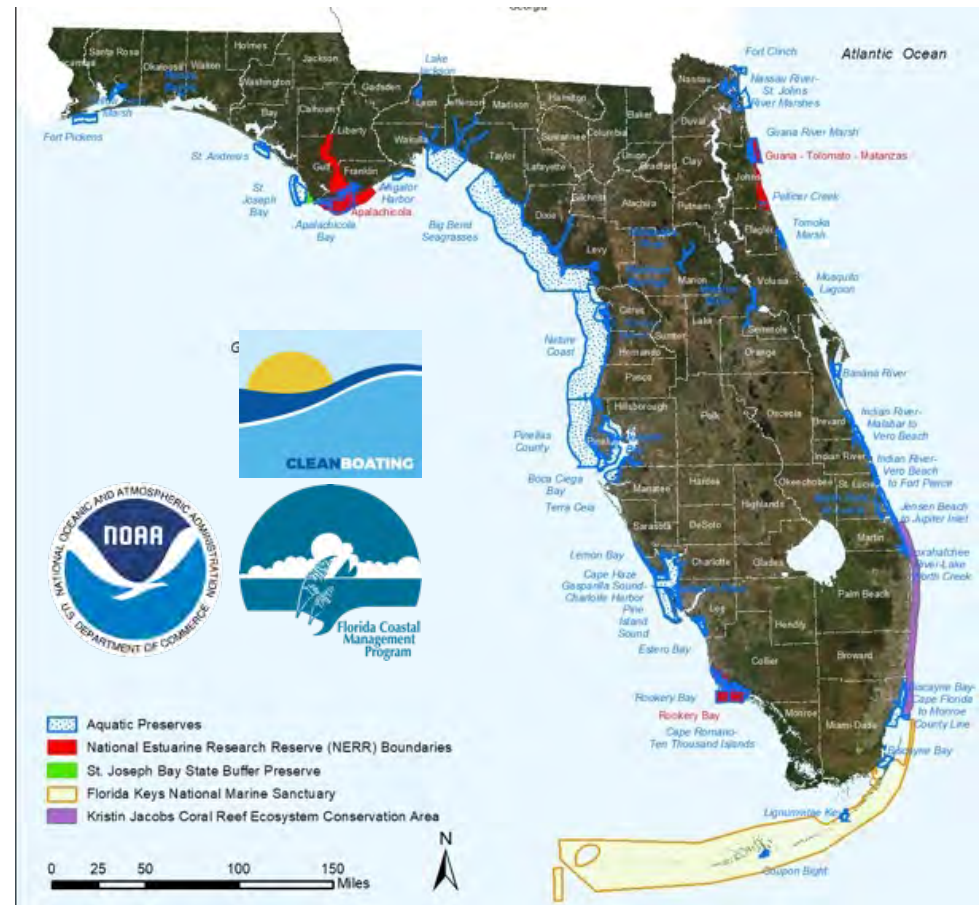 Georgia
Atlantic Ocean
Santa Rosa
Okaloosa
Walton
Holmes
Washington
Jackson
Bay
Calhoun
Gadsden
Liberty
Gulf
Franklin
Wakulla
Leon
Jefferson
Madison
Taylor
Hamilton
Suwannee
Columbia
Lafayette
Dixie
Gilchrist
Baker
Union
Bradford
Alachua
Levy
Nassau
Duval
Clay
Putnam
Johns
Flagler
Marion
Volusia
Citrus
Sumter
Lake
Seminole
Hernando
Orange
Pasco
Hillsborough
Polk
Osceola
Brevard
Indian River
Manatee
Hardee
Okeechobee
St. Lucie
Highlands
Sarasota
DeSoto
Martin
Charlotte
Glades
Palm Beach
Lee
Hendry
Collier
Broward
Monroe
Miami-Dade
Fort Pickens
St. Andrews
St.
Joseph
Bay
Apalachicola
Bay
Apalachicola
Alligator
Harbor
Lake
Jackson
Big Bend
Seagrasses
Nature
Coast
Pinellas
County
Boca Ciega
Bay
Terra Ceia
Lemon Bay
Cape Haze
Gasparilla Sound-
Charlotte Harbor
Pine
Island
Sound
Estero Bay
Rookery Bay
Rookery Bay
Cape Romano-
Ten Thousand Islands
Fort Clinch
Nassau River-
St. Johns
River Marshes
Guana River Marsh
Guana - Tolomato - Matanzas
Pellicer Creek
Tomoka
Marsh
Mosquito
Lagoon
Banana River
Indian River-
Malabar to
Vero Beach
Indian River-
Vero Beach
to Fort Pierce
Jensen Beach
to Jupiter Inlet
River-Lake
Creek
Biscayne Bay-
Cape Florida
to Monroe
County Line
Biscayne Bay
Lignumvitae Key
Coupon Bight
CLEANBOATING
NATIONAL OCEANIC AND ATMOSPHERIC ADMINISTRATION
NOAA
U.S. DEPARTMENT OF COMMERCE
Florida Coastal
Management
Program
Aquatic Preserves
National Estuarine Research Reserve (NERR) Boundaries
St. Joseph Bay State Buffer Preserve
Florida Keys National Marine Sanctuary
Kristin Jacobs Coral Reef Ecosystem Conservation Area
N
0 25 50 100 150
Miles